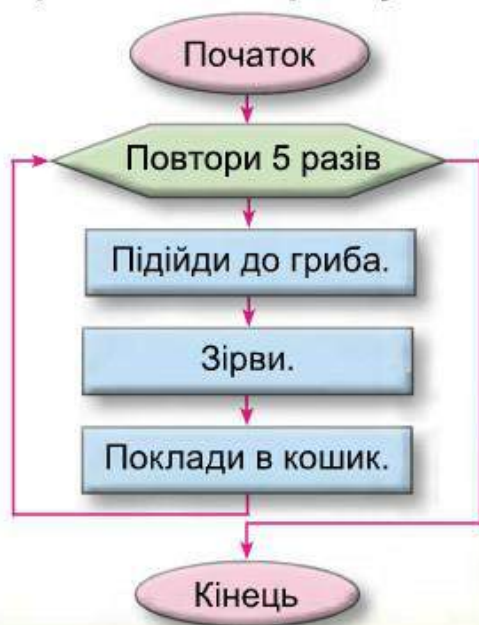 Початок
Повтори 5 разів
Підійди до гриба.
Зірви.
Поклади в кошик.
Кінець